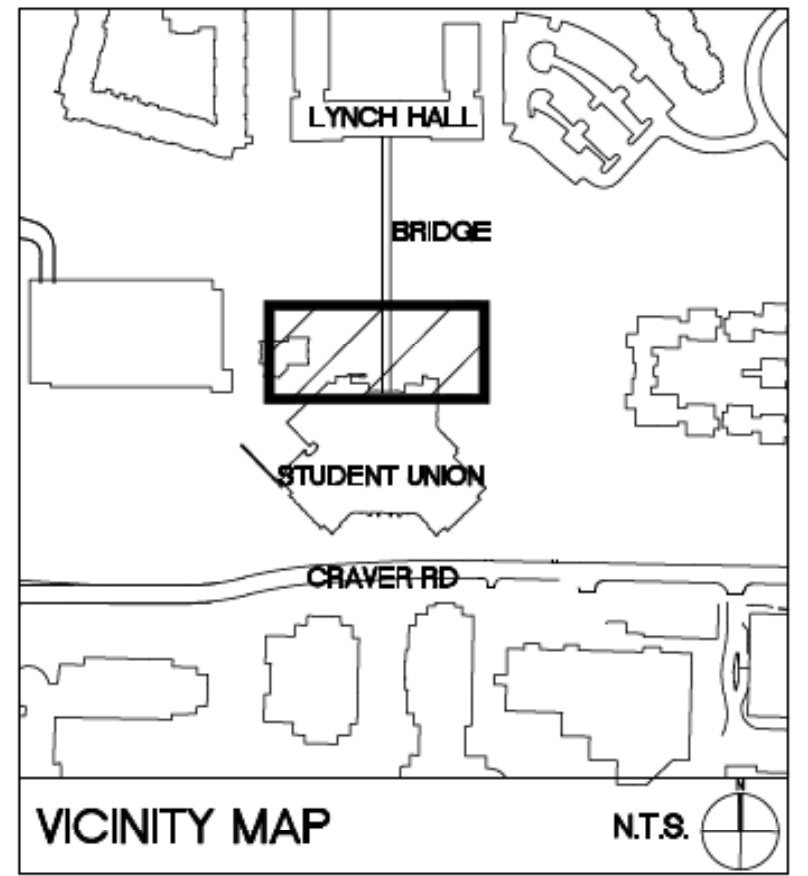 LYNCH HALL
BRIDGE
STUDENT UNION
CRAVER RD
VICINITY MAP
N.T.S.
N